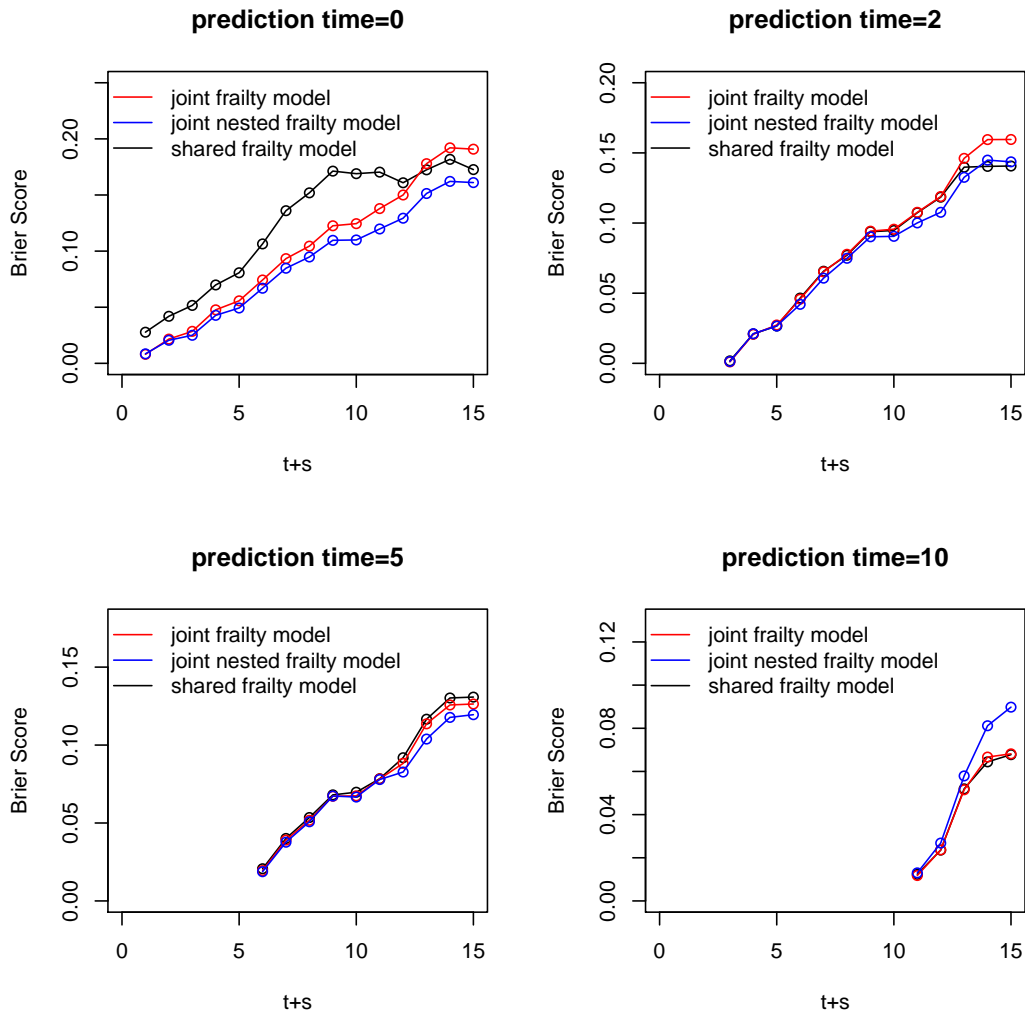 prediction time=0
0.20
0.10
0.00
Brier Score
joint frailty model
joint nested frailty model
shared frailty model
0
5
10
15
t+s
prediction time=2
0.20
0.15
0.10
0.05
0.00
Brier Score
joint frailty model
joint nested frailty model
shared frailty model
0
5
10
15
t+s
prediction time=5
0.15
0.10
0.05
0.00
Brier Score
joint frailty model
joint nested frailty model
shared frailty model
0
5
10
15
t+s
prediction time=10
0.12
0.08
0.04
0.00
Brier Score
joint frailty model
joint nested frailty model
shared frailty model
0
5
10
15
t+s